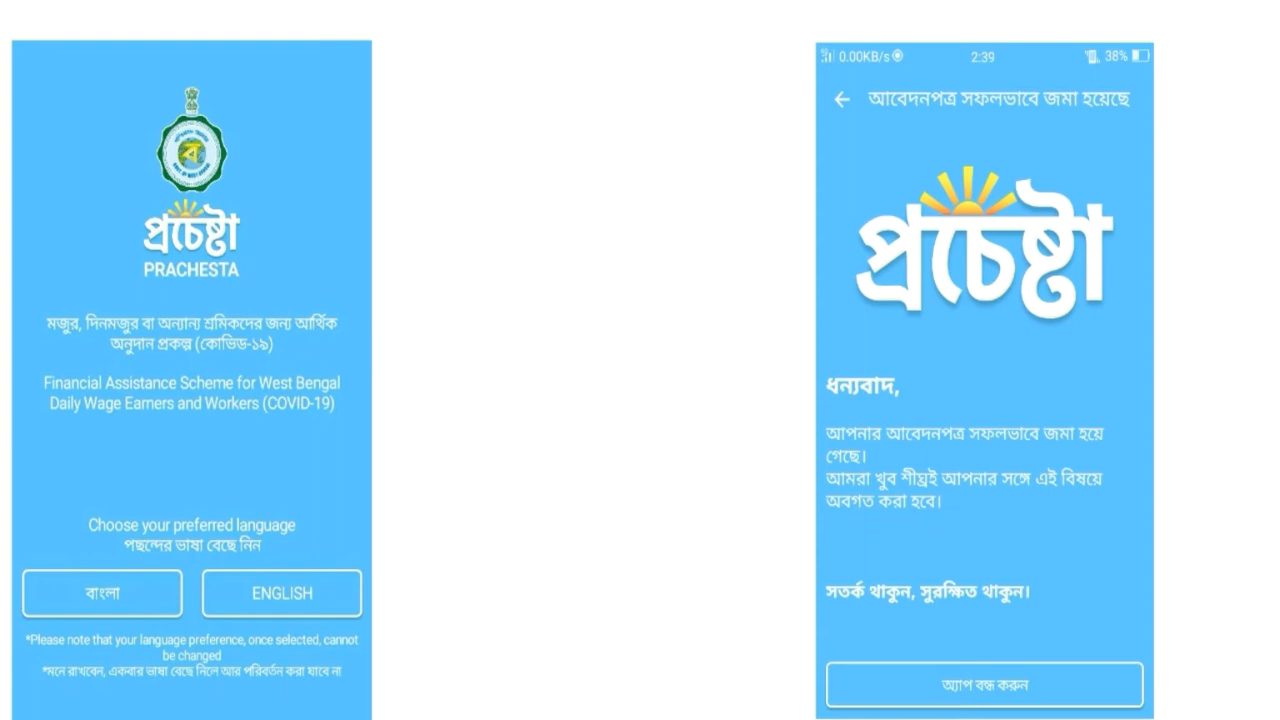 প্রচেষ্টা
PRACHESTA
মজুর, দিনমজুর বা অন্যান্য শ্রমিকদের জন্য আর্থিক
অনুদান প্রকল্প (কোভিড-১৯)
Financial Assistance Scheme for West Bengal
Daily Wage Earners and Workers (COVID-19)
Choose your preferred language
পছন্দের ভাষা বেছে নিন
বাংলা
ENGLISH
*Please note that your language preference, once selected, cannot
be changed
*মনে রাখবেন, একবার ভাষা বেছে নিলে আর পরিবর্তন করা যাবে না
0.00KB/s 2:39 38%
আবেদনপত্র সফলভাবে জমা হয়েছে
প্রচেষ্টা
ধন্যবাদ,
আপনার আবেদনপত্র সফলভাবে জমা হয়ে
গেছে।
আমরা খুব শীঘ্রই আপনার সঙ্গে এই বিষয়ে
অবগত করা হবে।
সতর্ক থাকুন, সুরক্ষিত থাকুন।
অ্যাপ বন্ধ করুন